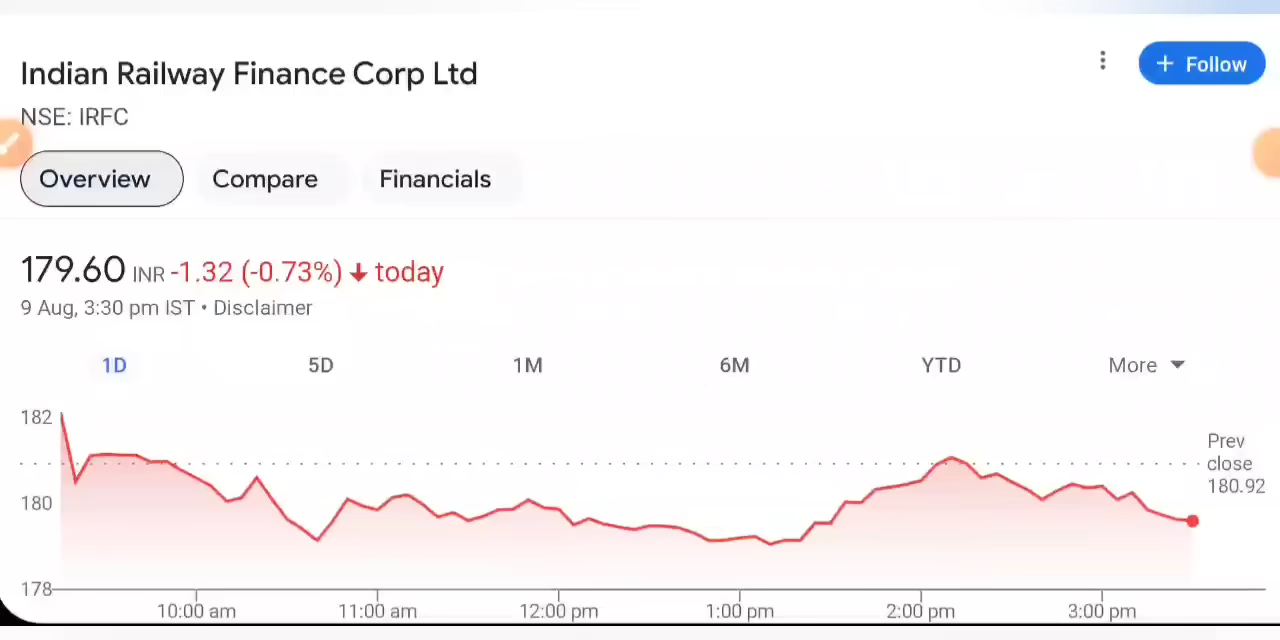 Indian Railway Finance Corp Ltd
+ Follow
NSE: IRFC
Overview Compare Financials
179.60 INR -1.32 (-0.73%) ↓ today
9 Aug, 3:30 pm IST • Disclaimer
1D 5D 1M 6M YTD More
182
Prev
close
180.92
180
178
10:00 am 11:00 am 12:00 pm 1:00 pm 2:00 pm 3:00 pm